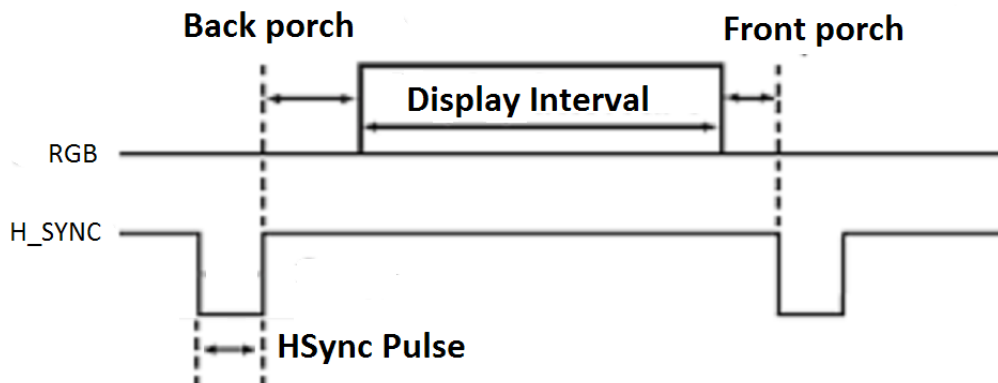 Back porch
Front porch
Display Interval
RGB
H_SYNC
HSync Pulse